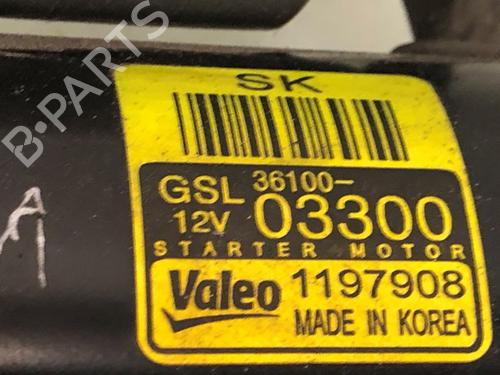 B-PARTS
SK
GSL 36100-
12V 03300
STARTER MOTOR
Valeo 1197908
MADE IN KOREA
A